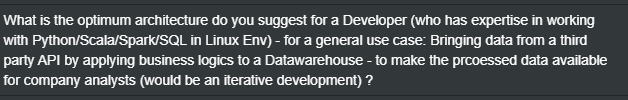 What is the optimum architecture do you suggest for a Developer (who has expertise in working
with Python/Scala/Spark/SQL in Linux Env) - for a general use case: Bringing data from a third
party API by applying business logics to a Datawarehouse - to make the prcoessed data available
for company analysts (would be an iterative development) ?